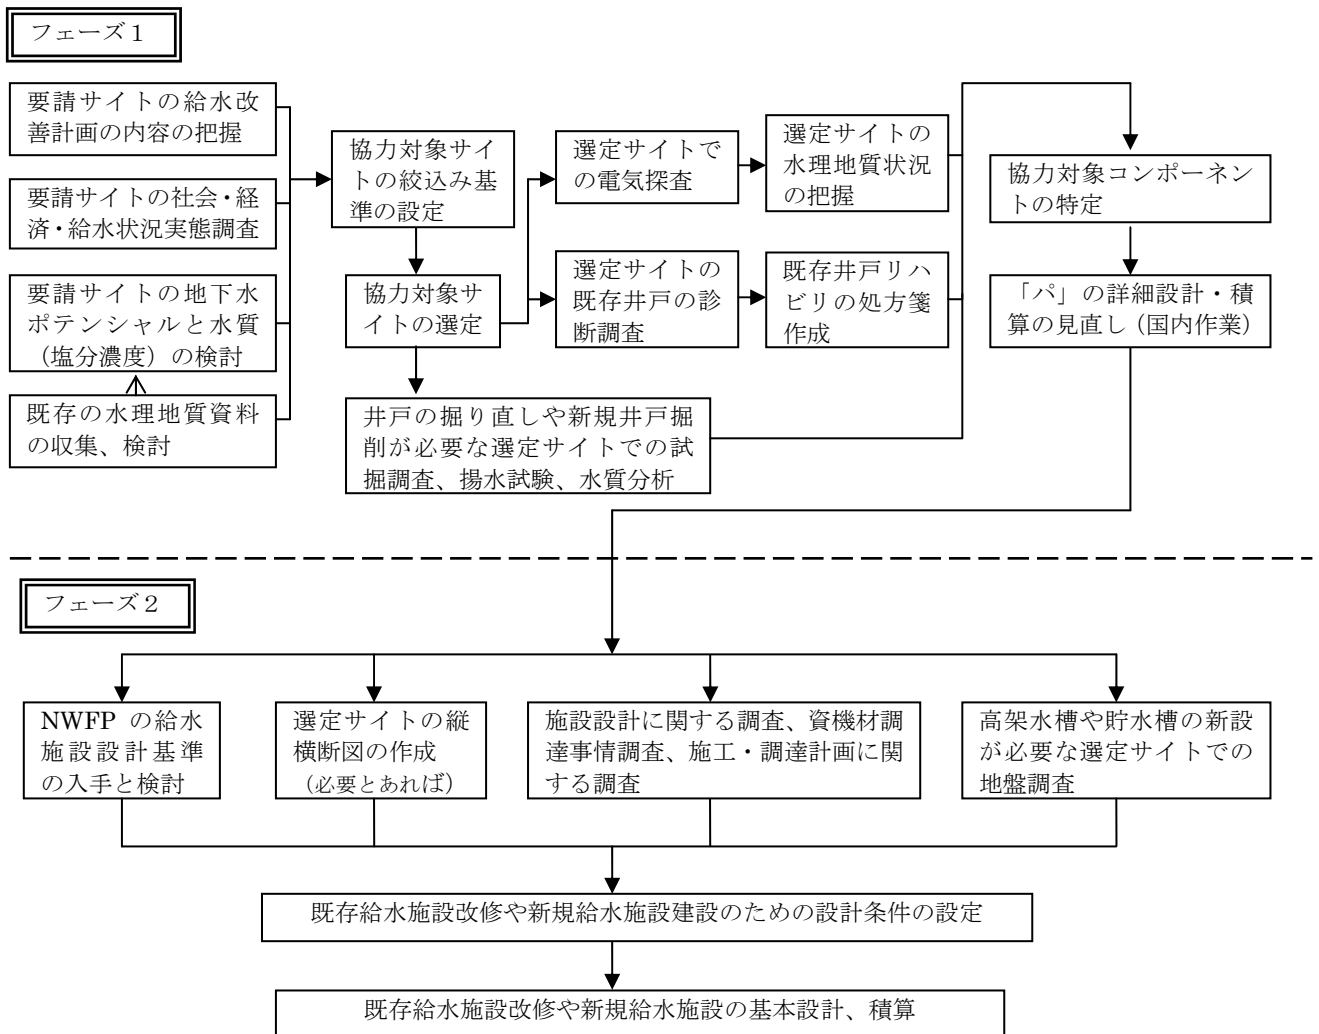 フェーズ１
要請サイトの給水改
善計画の内容の把握
要請サイトの社会・経
済・給水状況実態調査
要請サイトの地下水
ポテンシャルと水質
（塩分濃度）の検討
既存の水理地質資料
の収集、検討
協力対象サイ
トの絞込み基
準の設定
協力対象サ
イトの選定
選定サイトで
の電気探査
選定サイトの
水理地質状況
の把握
選定サイトの
既存井戸の診
断調査
既存井戸リハ
ビリの処方箋
作成
井戸の掘り直しや新規井戸掘
削が必要な選定サイトでの試
掘調査、揚水試験、水質分析
協力対象コンポーネン
トの特定
「パ」の詳細設計・積
算の見直し（国内作業）
フェーズ２
NWFP の給水
施設設計基準
の入手と検討
選定サイトの縦
横断図の作成
（必要とあれば）
施設設計に関する調査、資機材調
達事情調査、施工・調達計画に関
する調査
高架水槽や貯水槽の新設
が必要な選定サイトでの
地盤調査
既存給水施設改修や新規給水施設建設のための設計条件の設定
既存給水施設改修や新規給水施設の基本設計、積算